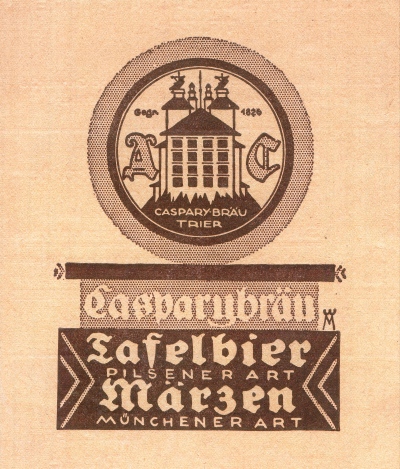 Gegr. 1826
A C
CASPARY-BRÄU
TRIER
Casparybräu
Tafelbier
PILSENER ART
Märzen
MÜNCHENER ART